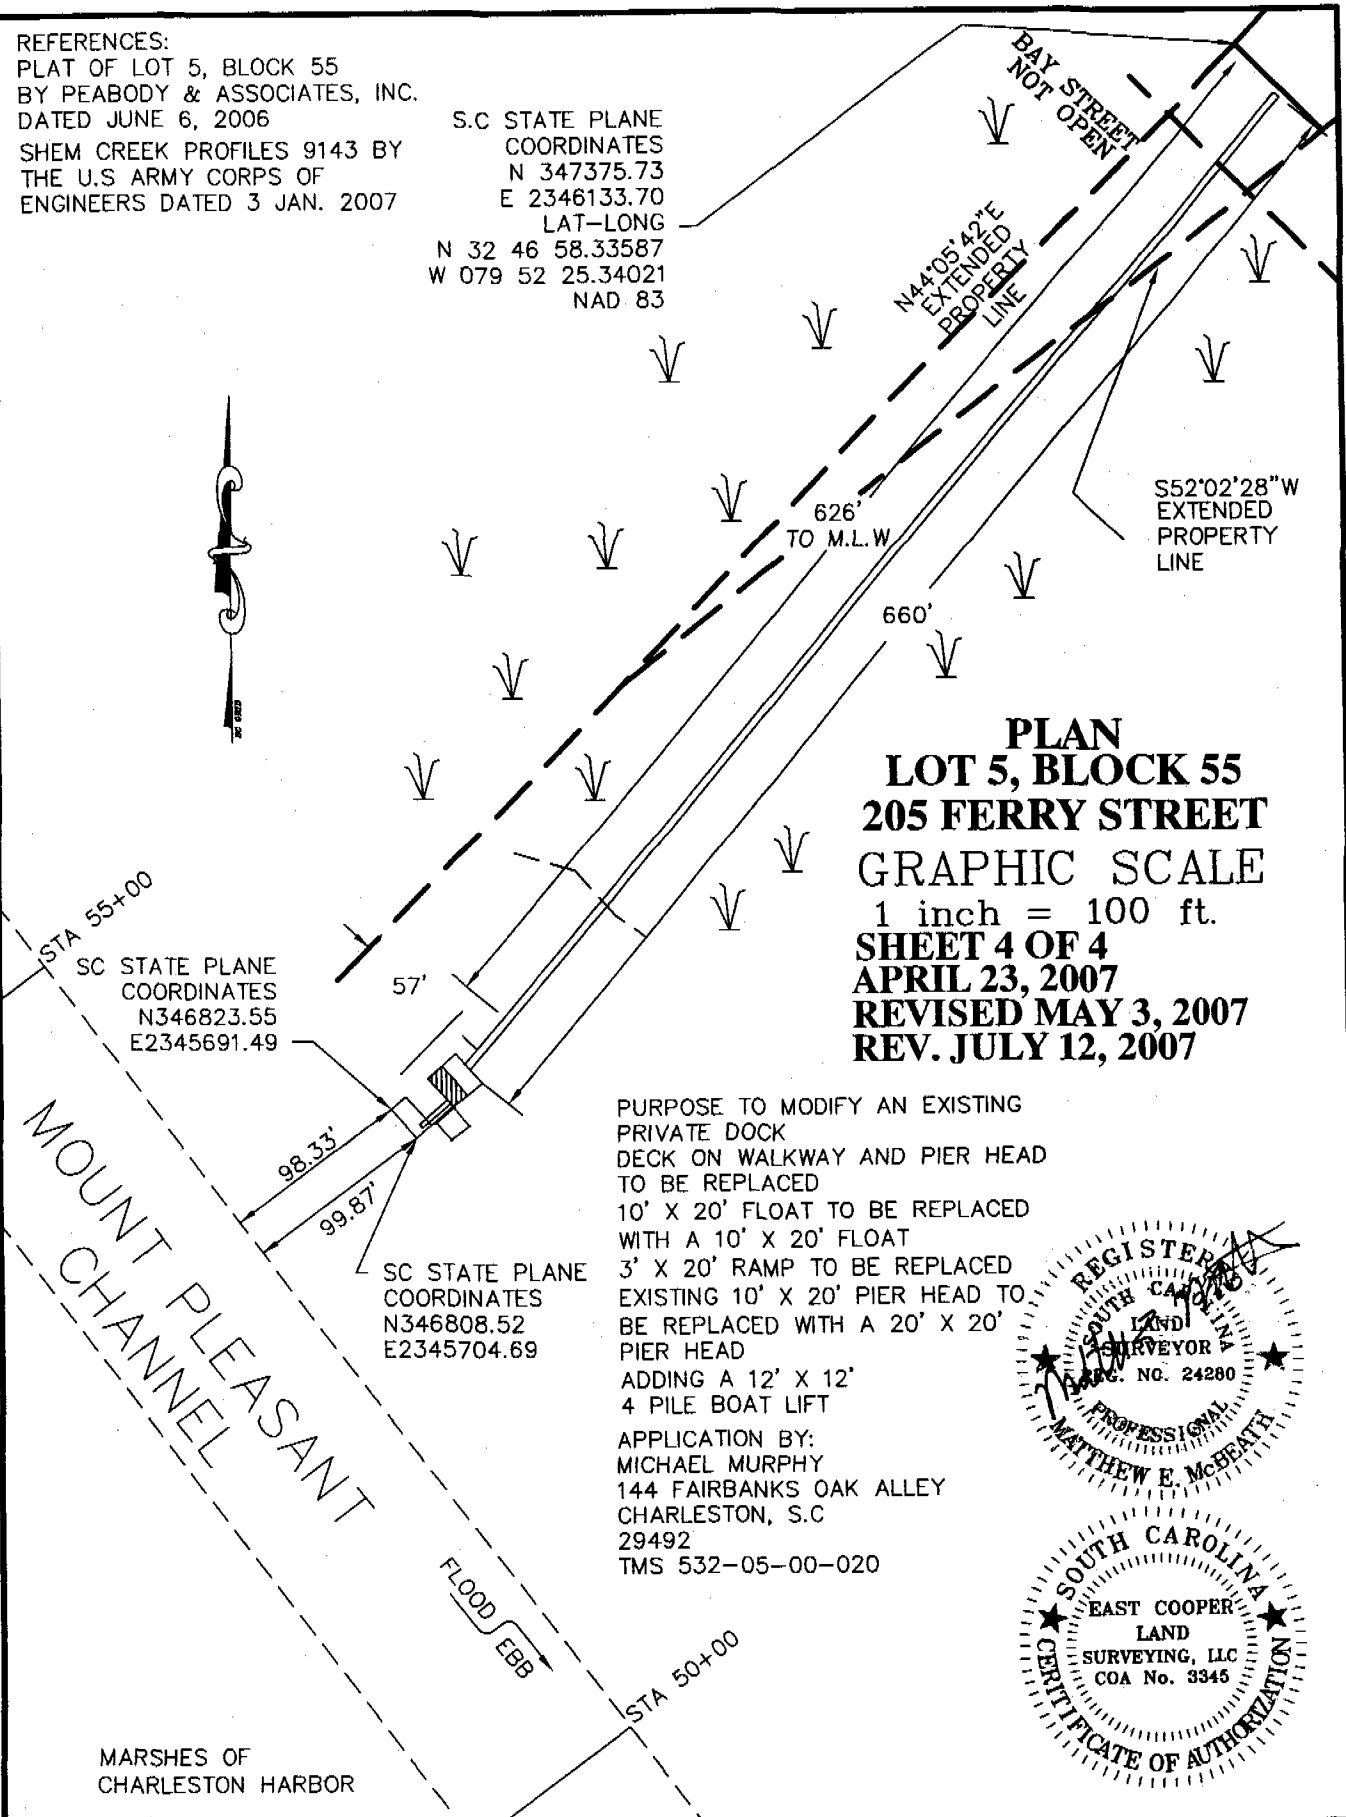 REFERENCES:
PLAT OF LOT 5, BLOCK 55
BY PEABODY & ASSOCIATES, INC.
DATED JUNE 6, 2006
SHEM CREEK PROFILES 9143 BY
THE U.S ARMY CORPS OF
ENGINEERS DATED 3 JAN. 2007
S.C STATE PLANE
COORDINATES
N 347375.73
E 2346133.70
LAT-LONG
N 32 46 58.33587
W 079 52 25.34021
NAD 83
BAY STREET
NOT OPEN
N44°05'42"E
EXTENDED
PROPERTY
LINE
S52°02'28"W
EXTENDED
PROPERTY
LINE
626'
TO M.L.W
660'
PLAN
LOT 5, BLOCK 55
205 FERRY STREET
GRAPHIC SCALE
1 inch = 100 ft.
SHEET 4 OF 4
APRIL 23, 2007
REVISED MAY 3, 2007
REV. JULY 12, 2007
STA 55+00
SC STATE PLANE
COORDINATES
N346823.55
E2345691.49
57'
98.33'
99.87'
SC STATE PLANE
COORDINATES
N346808.52
E2345704.69
MOUNT PLEASANT
CHANNEL
PURPOSE TO MODIFY AN EXISTING
PRIVATE DOCK
DECK ON WALKWAY AND PIER HEAD
TO BE REPLACED
10' X 20' FLOAT TO BE REPLACED
WITH A 10' X 20' FLOAT
3' X 20' RAMP TO BE REPLACED
EXISTING 10' X 20' PIER HEAD TO
BE REPLACED WITH A 20' X 20'
PIER HEAD
ADDING A 12' X 12'
4 PILE BOAT LIFT
APPLICATION BY:
MICHAEL MURPHY
144 FAIRBANKS OAK ALLEY
CHARLESTON, S.C
29492
TMS 532-05-00-020
REGISTERED
SOUTH CAROLINA
LAND
SURVEYOR
REG. NO. 24280
PROFESSIONAL
MATTHEW E. McBEATH
SOUTH CAROLINA
EAST COOPER
LAND
SURVEYING, LLC
COA No. 3345
CERITIFICATE OF AUTHORIZATION
FLOOD
EBB
STA 50+00
MARSHES OF
CHARLESTON HARBOR